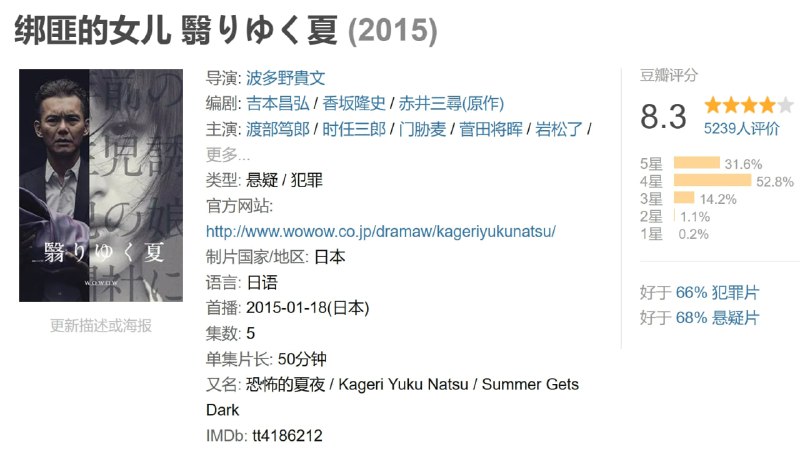 绑匪的女儿 翳りゆく夏 (2015)
翳りゆく夏
WOWOW
更新描述或海报
导演: 波多野貴文
编剧: 吉本昌弘 / 香坂隆史 / 赤井三尋(原作)
主演: 渡部篤郎 / 时任三郎 / 门胁麦 / 菅田将晖 / 岩松了 /
更多...
类型: 悬疑 / 犯罪
官方网站:
http://www.wowow.co.jp/dramaw/kageriyukunatsu/
制片国家/地区: 日本
语言: 日语
首播: 2015-01-18(日本)
集数: 5
单集片长: 50分钟
又名: 恐怖的夏夜 / Kageri Yuku Natsu / Summer Gets
Dark
IMDb: tt4186212
豆瓣评分
8.3
5239人评价
5星 31.6%
4星 52.8%
3星 14.2%
2星 1.1%
1星 0.2%
好于 66% 犯罪片
好于 68% 悬疑片